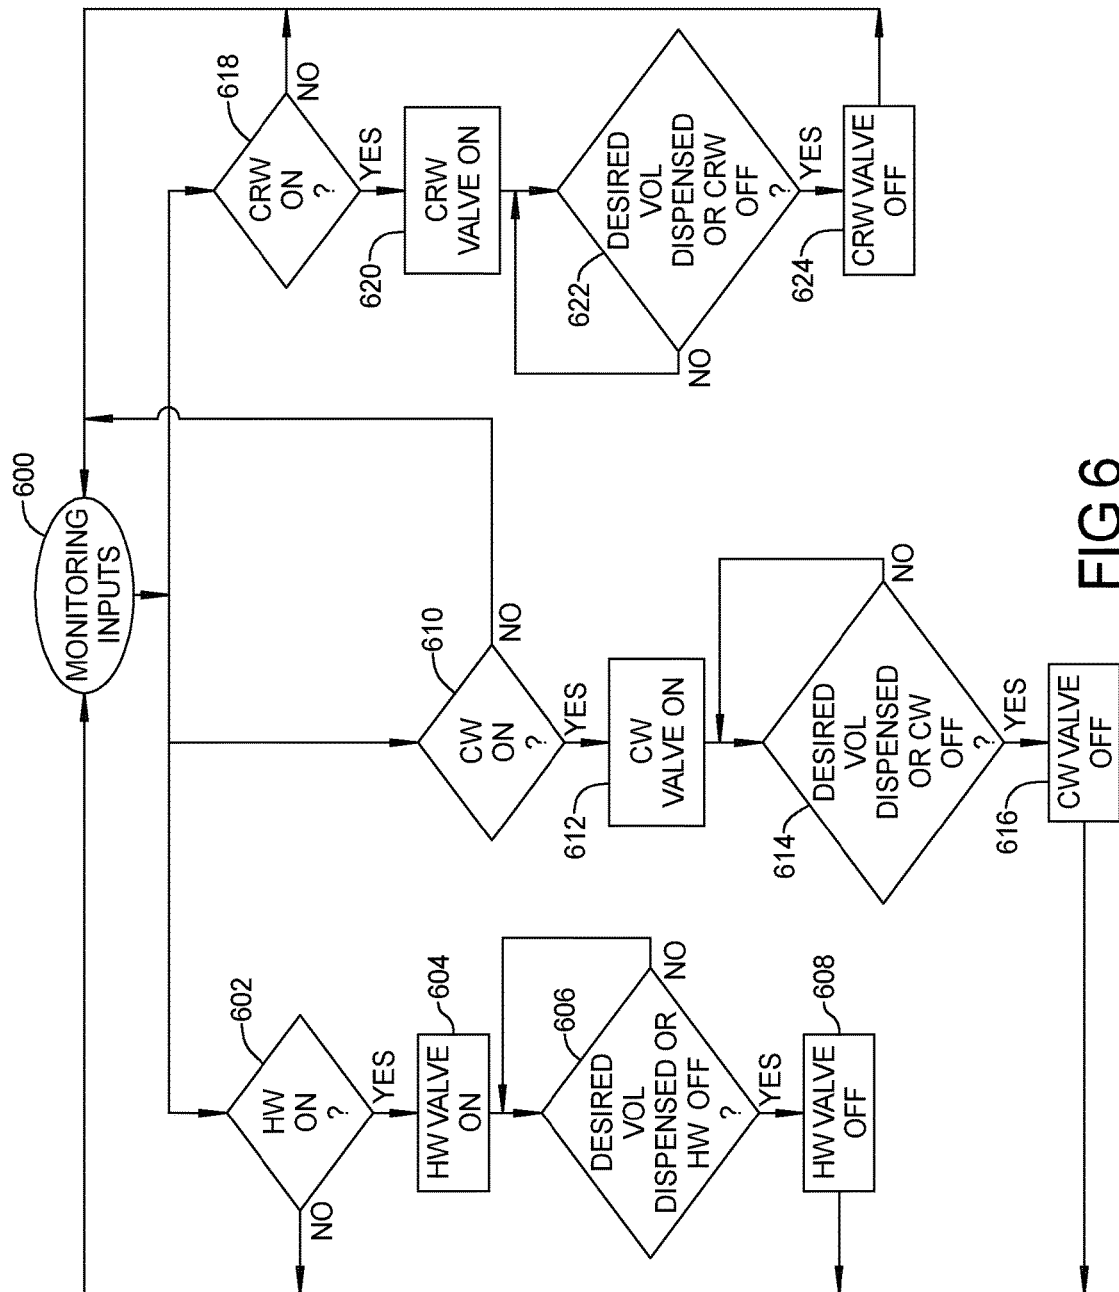 600
MONITORING
INPUTS
602
HW
ON
?
NO
YES
604
HW VALVE
ON
606
DESIRED
VOL
DISPENSED OR
HW OFF
?
NO
YES
608
HW VALVE
OFF
610
CW
ON
?
NO
YES
612
CW
VALVE ON
614
DESIRED
VOL
DISPENSED
OR CW
OFF
?
NO
YES
616
CW VALVE
OFF
618
CRW
ON
?
NO
YES
620
CRW
VALVE ON
622
DESIRED
VOL
DISPENSED
OR CRW
OFF
?
NO
YES
624
CRW VALVE
OFF
FIG 6